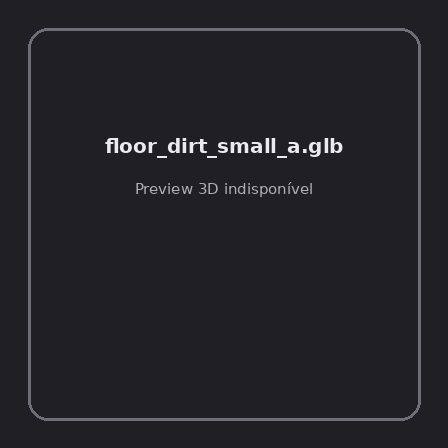 floor_dirt_small_a.glb
Preview 3D indisponível